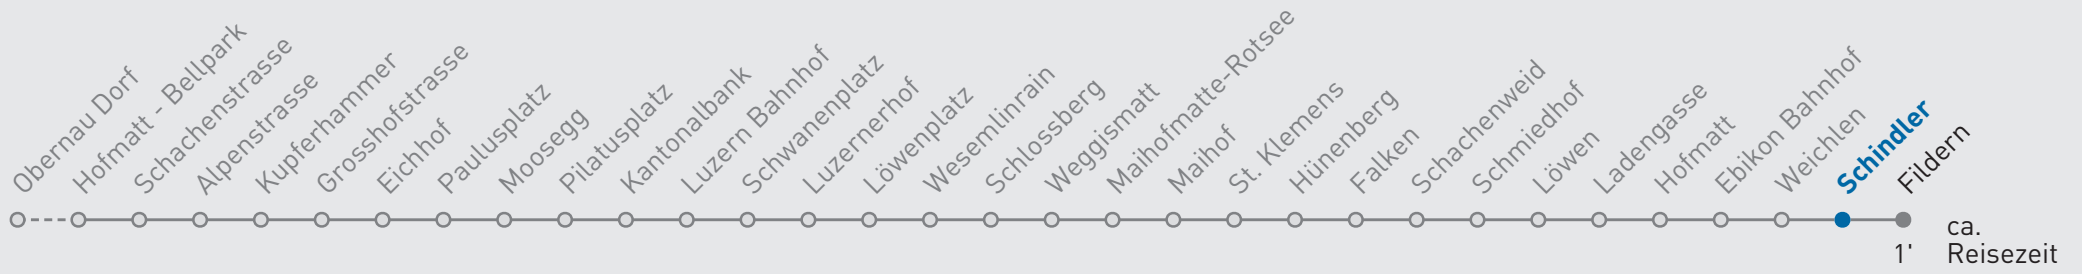 Obernau Dorf
Hofmatt - Bellpark
Schachenstrasse
Alpenstrasse
Kupferhammer
Grosshofstrasse
Eichhof
Paulusplatz
Moosegg
Pilatusplatz
Kantonalbank
Luzern Bahnhof
Schwanenplatz
Luzernerhof
Löwenplatz
Wesemlinrain
Schlossberg
Weggismatt
Maihofmatte-Rotsee
Maihof
St. Klemens
Hünenberg
Falken
Schachenweid
Schmiedhof
Löwen
Ladengasse
Hofmatt
Ebikon Bahnhof
Weichlen
Schindler
Fildern
ca.
1' Reisezeit